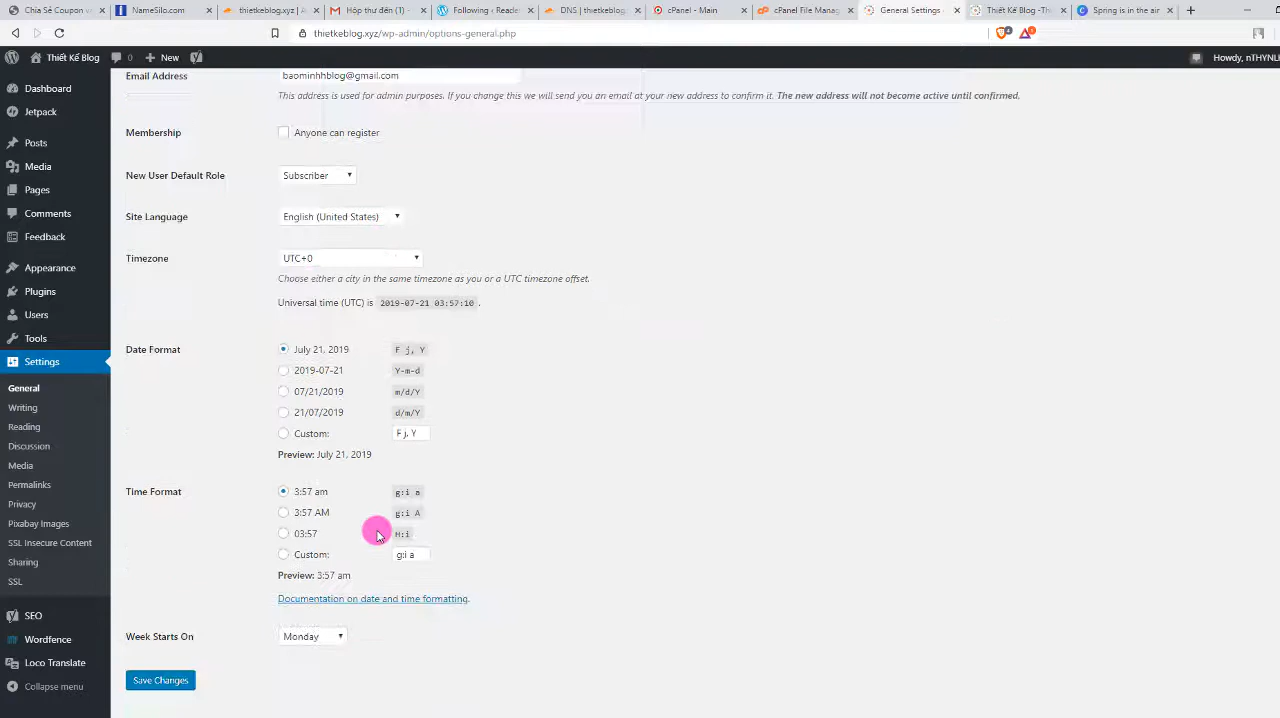 Chia Sẻ Coupon v
NameSilo.com
thietkeblog.xyz | A
Hộp thư đến (1) -
Following ‹ Reader
DNS | thietkeblog.
cPanel - Main
cPanel File Manag
General Settings
Thiết Kế Blog - Th
Spring is in the air
thietkeblog.xyz/wp-admin/options-general.php
Thiết Kế Blog 0 New
Howdy, nTHYNLH
Dashboard
Jetpack
Posts
Media
Pages
Comments
Feedback
Appearance
Plugins
Users
Tools
Settings
General
Writing
Reading
Discussion
Media
Permalinks
Privacy
Pixabay Images
SSL Insecure Content
Sharing
SSL
SEO
Wordfence
Loco Translate
Collapse menu
Email Address baominhhblog@gmail.com
This address is used for admin purposes. If you change this we will send you an email at your new address to confirm it. The new address will not become active until confirmed.
Membership Anyone can register
New User Default Role Subscriber
Site Language English (United States)
Timezone UTC+0
Choose either a city in the same timezone as you or a UTC timezone offset.
Universal time (UTC) is 2019-07-21 03:57:10 .
Date Format July 21, 2019 F j, Y
2019-07-21 Y-m-d
07/21/2019 m/d/Y
21/07/2019 d/m/Y
Custom: F j, Y
Preview: July 21, 2019
Time Format 3:57 am g:i a
3:57 AM g:i A
03:57 H:i
Custom: g:i a
Preview: 3:57 am
Documentation on date and time formatting.
Week Starts On Monday
Save Changes